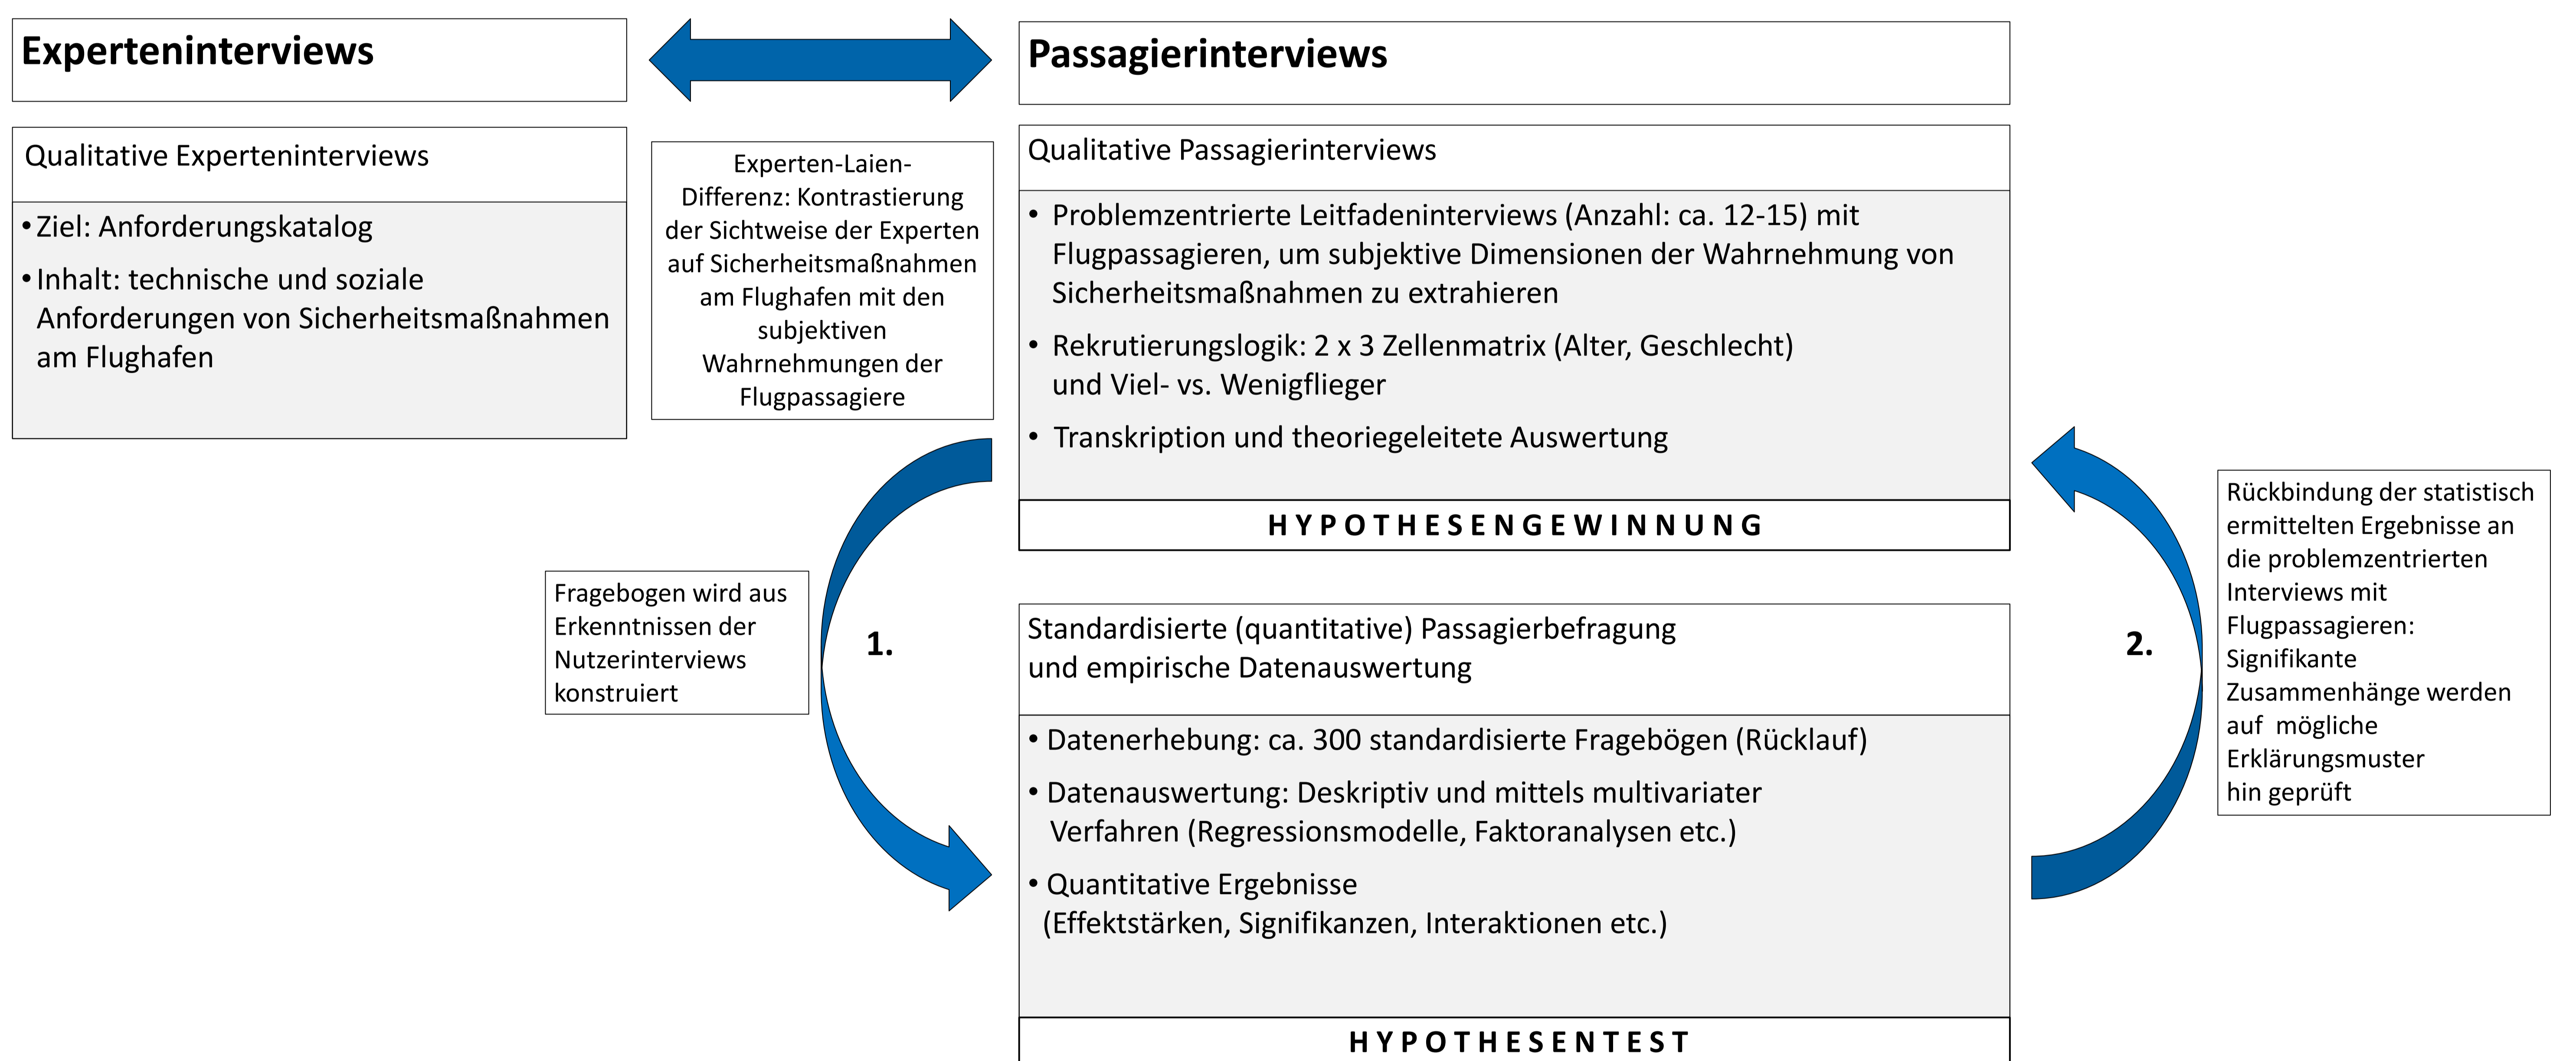 Experteninterviews
Passagierinterviews
Qualitative Experteninterviews
•Ziel: Anforderungskatalog
•Inhalt: technische und soziale
Anforderungen von Sicherheitsmaßnahmen
am Flughafen
Experten-Laien-
Differenz: Kontrastierung
der Sichtweise der Experten
auf Sicherheitsmaßnahmen
am Flughafen mit den
subjektiven
Wahrnehmungen der
Flugpassagiere
Qualitative Passagierinterviews
• Problemzentrierte Leitfadeninterviews (Anzahl: ca. 12-15) mit
Flugpassagieren, um subjektive Dimensionen der Wahrnehmung von
Sicherheitsmaßnahmen zu extrahieren
• Rekrutierungslogik: 2 x 3 Zellenmatrix (Alter, Geschlecht)
und Viel- vs. Wenigflieger
• Transkription und theoriegeleitete Auswertung
HYPOTHESENGEWINNUNG
Fragebogen wird aus
Erkenntnissen der
Nutzerinterviews
konstruiert
1.
Standardisierte (quantitative) Passagierbefragung
und empirische Datenauswertung
• Datenerhebung: ca. 300 standardisierte Fragebögen (Rücklauf)
• Datenauswertung: Deskriptiv und mittels multivariater
Verfahren (Regressionsmodelle, Faktoranalysen etc.)
• Quantitative Ergebnisse
(Effektstärken, Signifikanzen, Interaktionen etc.)
HYPOTHESENTEST
2.
Rückbindung der statistisch
ermittelten Ergebnisse an
die problemzentrierten
Interviews mit
Flugpassagieren:
Signifikante
Zusammenhänge werden
auf mögliche
Erklärungsmuster
hin geprüft